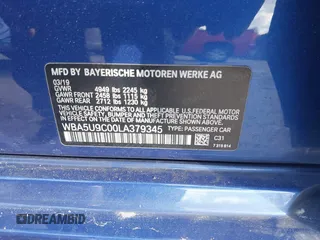 MFD BY BAYERISCHE MOTOREN WERKE AG
03/19
GVWR 4949 lbs 2245 kg
GAWR FRONT 2458 lbs 1115 kg
GAWR REAR 2712 lbs 1230 kg
THIS VEHICLE CONFORMS TO ALL APPLICABLE U.S. FEDERAL MOTOR
VEHICLE SAFETY, BUMPER AND THEFT PREVENTION STANDARDS
IN EFFECT ON THE DATE OF MANUFACTURE SHOWN ABOVE.
WBA5U9C00LA379345 TYPE: PASSENGER CAR
C31
DREAMBID